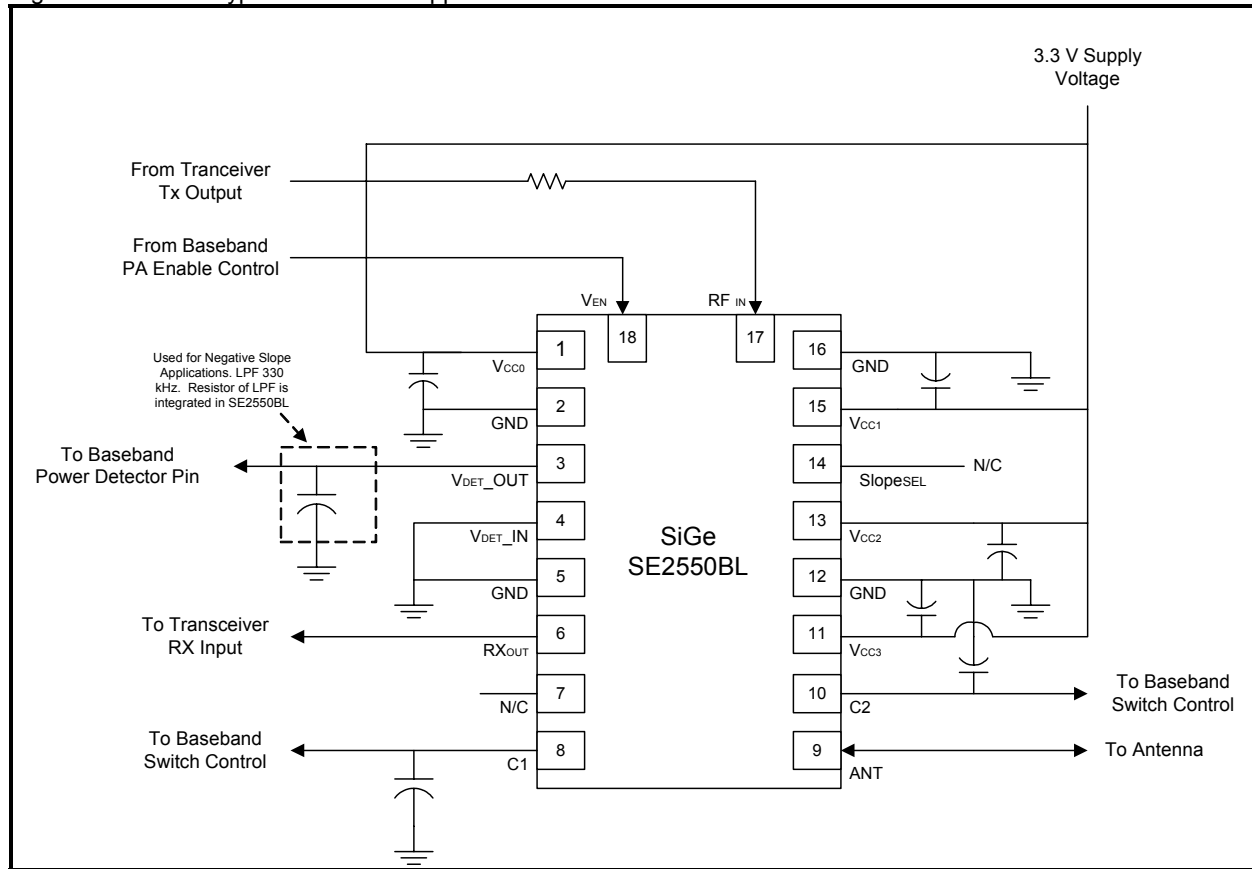 3.3 V Supply
Voltage
From Tranceiver
Tx Output
From Baseband
PA Enable Control
VEN
RF IN
18
17
1
VCC0
16
GND
Used for Negative Slope
Applications. LPF 330
kHz. Resistor of LPF is
integrated in SE2550BL
2
GND
15
VCC1
To Baseband
Power Detector Pin
3
VDET_OUT
14
SlopeSEL
N/C
4
VDET_IN
13
VCC2
SiGe
SE2550BL
5
GND
12
GND
To Transceiver
RX Input
6
RXOUT
11
VCC3
7
N/C
10
C2
To Baseband
Switch Control
To Baseband
Switch Control
8
C1
9
ANT
To Antenna